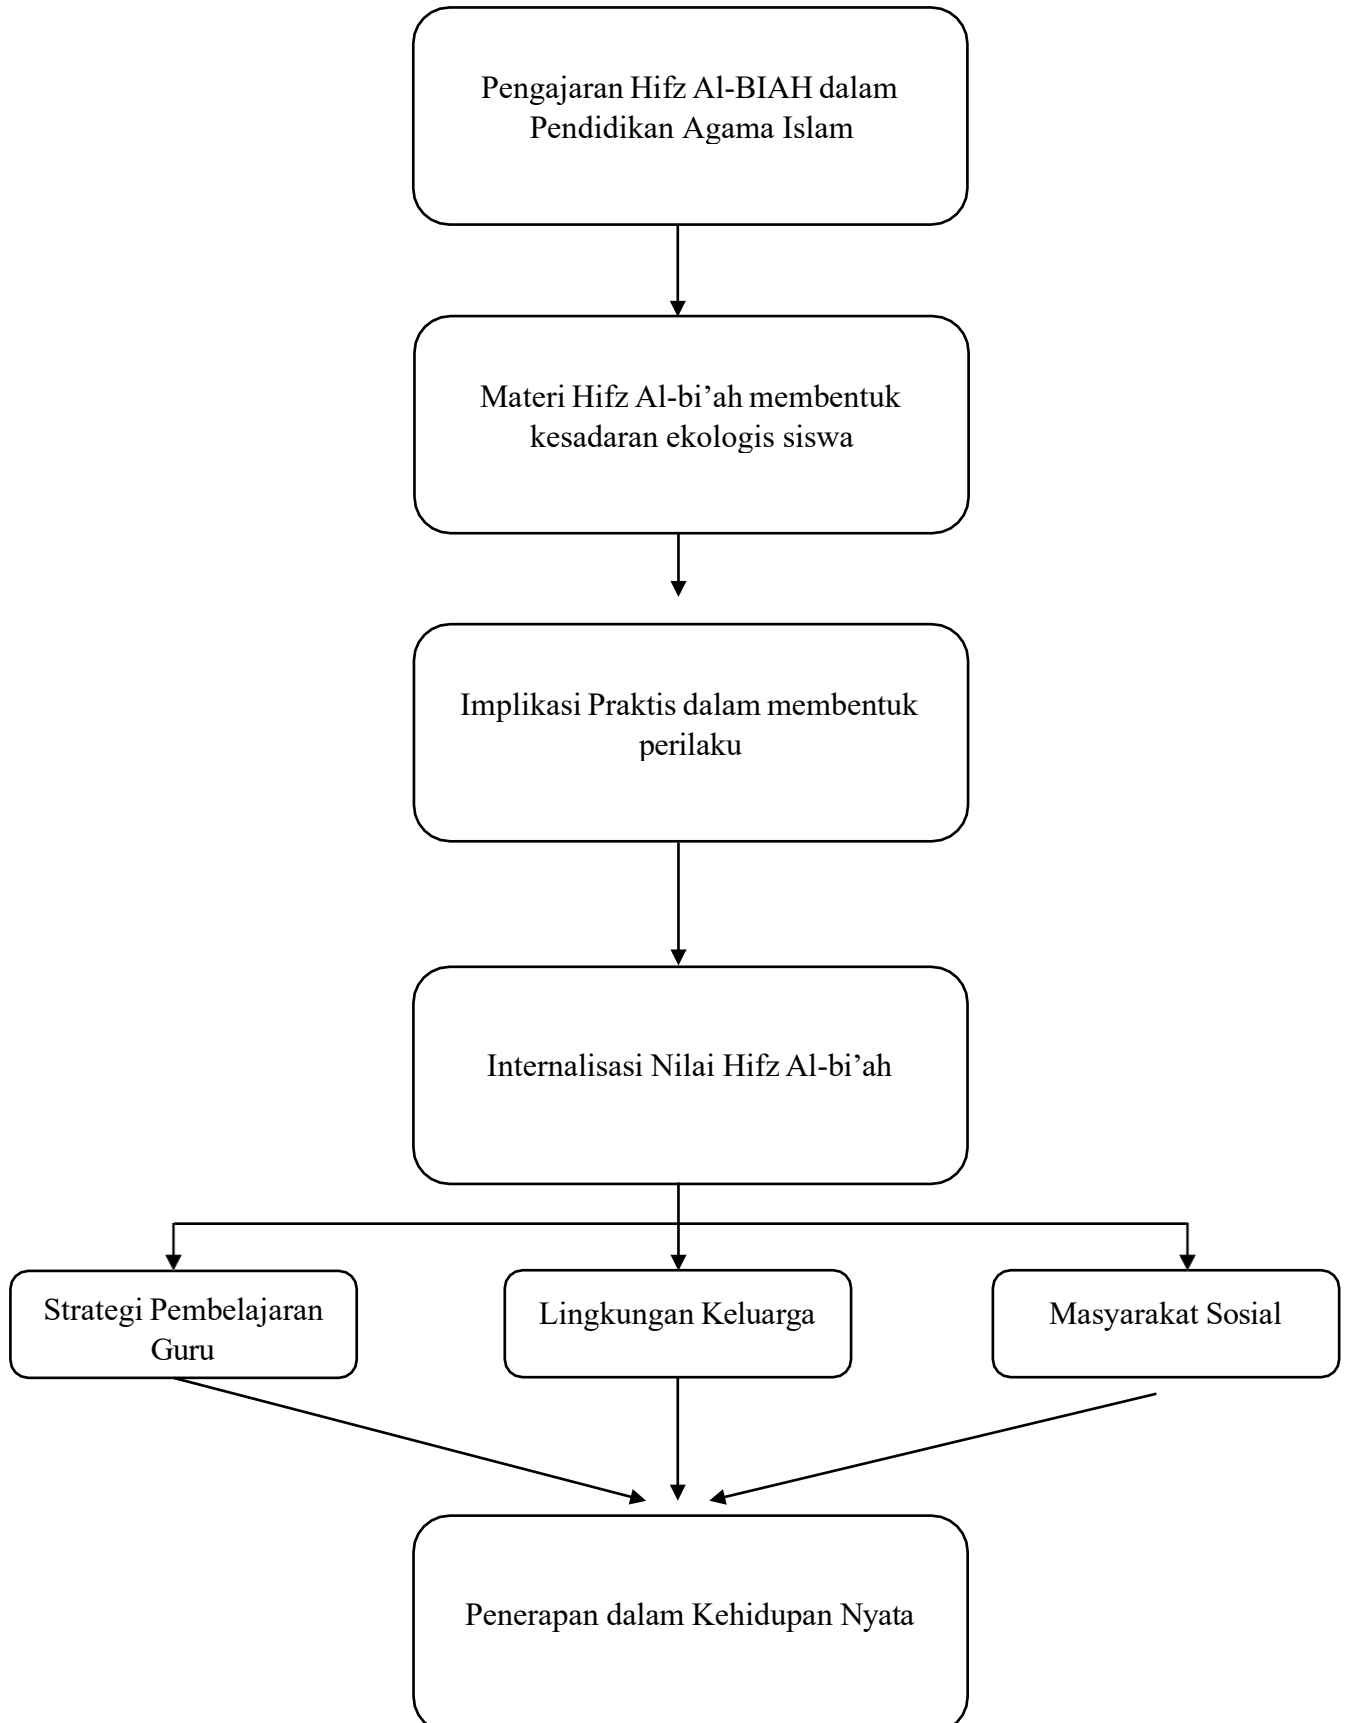 Pengajaran Hifz Al-BIAH dalam
Pendidikan Agama Islam
Materi Hifz Al-bi’ah membentuk
kesadaran ekologis siswa
Implikasi Praktis dalam membentuk
perilaku
Internalisasi Nilai Hifz Al-bi’ah
Strategi Pembelajaran
Guru
Lingkungan Keluarga
Masyarakat Sosial
Penerapan dalam Kehidupan Nyata